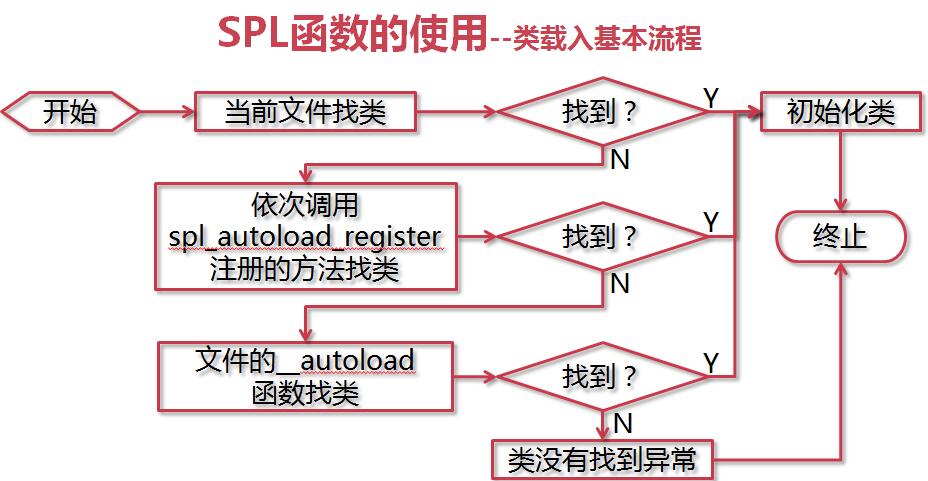 SPL函数的使用--类载入基本流程
开始
当前文件找类
找到？
Y
初始化类
N
依次调用
spl_autoload_register
注册的方法找类
找到？
Y
终止
N
文件的__autoload
函数找类
找到？
Y
N
类没有找到异常